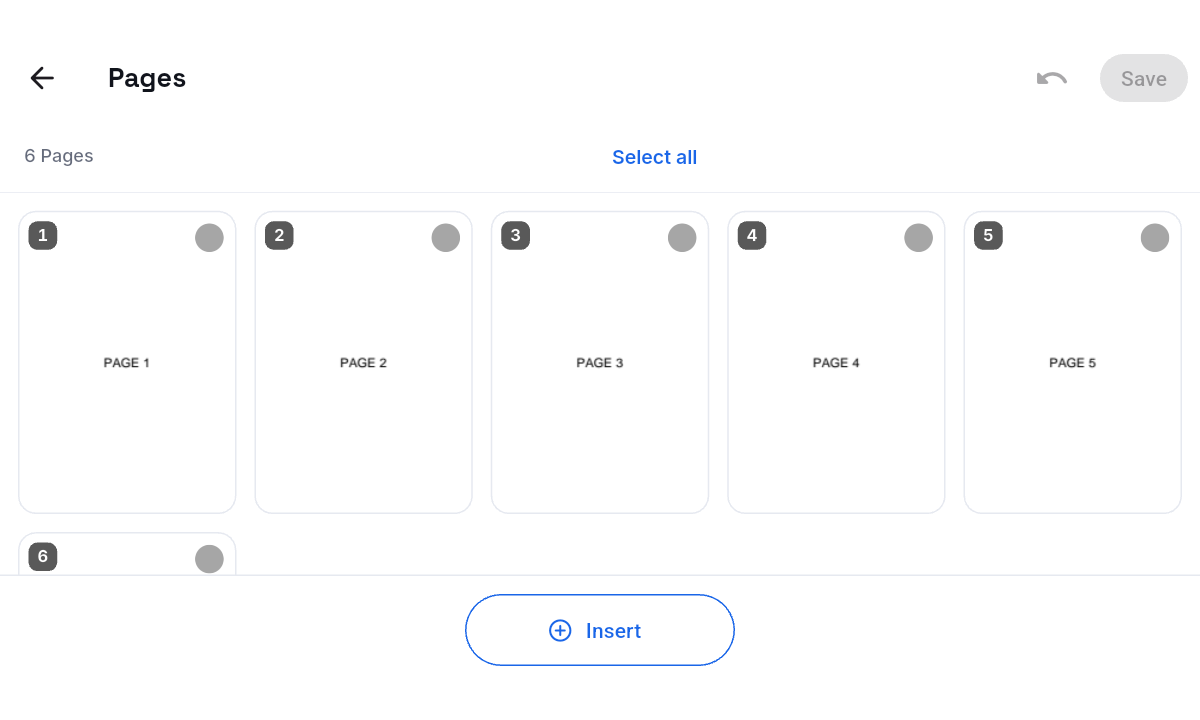 Pages
Save
6 Pages
Select all
1
2
3
4
5
PAGE 1
PAGE 2
PAGE 3
PAGE 4
PAGE 5
6
Insert